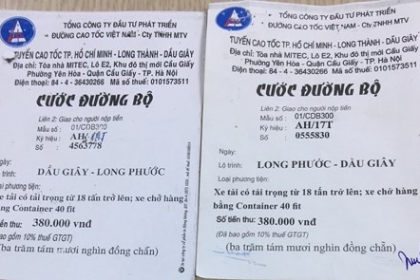 TỔNG CÔNG TY ĐẦU TƯ PHÁT TRIỂN
ĐƯỜNG CAO TỐC VIỆT NAM - Cty TNHH MTV
TUYẾN CAO TỐC TP. HỒ CHÍ MINH - LONG THÀNH - DẦU GIÂY
Địa chỉ: Tòa nhà MITEC, Lô E2, Khu đô thị mới Cầu Giấy
Phường Yên Hòa - Quận Cầu Giấy - TP. Hà Nội
Điện thoại: 84-4-36430266 Mã số thuế: 0101573511
CƯỚC ĐƯỜNG BỘ
Liên 2: Giao cho người nộp tiền
Mẫu số : 01/CĐB300
Ký hiệu : AH/
Số : 4563778
DẦU GIÂY - LONG PHƯỚC
Loại phương tiện:
Xe tải có tải trọng từ 18 tấn trở lên; xe chở hàng
bằng Container 40 fit
Số tiền thu: 380.000 vnđ
(Đã bao gồm 10% thuế GTGT)
(ba trăm tám mươi nghìn đồng chẵn)
TỔNG CÔNG TY ĐẦU TƯ PHÁT TRIỂN
ĐƯỜNG CAO TỐC VIỆT NAM - Cty TNHH MTV
TUYẾN CAO TỐC TP. HỒ CHÍ MINH - LONG THÀNH - DẦU GIÂY
Địa chỉ: Tòa nhà MITEC, Lô E2, Khu đô thị mới Cầu Giấy
Phường Yên Hòa - Quận Cầu Giấy - TP. Hà Nội
Điện thoại: 84-4-36430266 Mã số thuế: 0101573511
CƯỚC ĐƯỜNG BỘ
Liên 2: Giao cho người nộp tiền
Mẫu số : 01/CĐB300
Ký hiệu : AH/17T
Số : 0555830
Lộ trình: LONG PHƯỚC - DẦU GIÂY
Loại phương tiện:
Xe tải có tải trọng từ 18 tấn trở lên; xe chở hàng
bằng Container 40 fit
Số tiền thu: 380.000 vnđ
(Đã bao gồm 10% thuế GTGT)
(ba trăm tám mươi nghìn đồng chẵn)